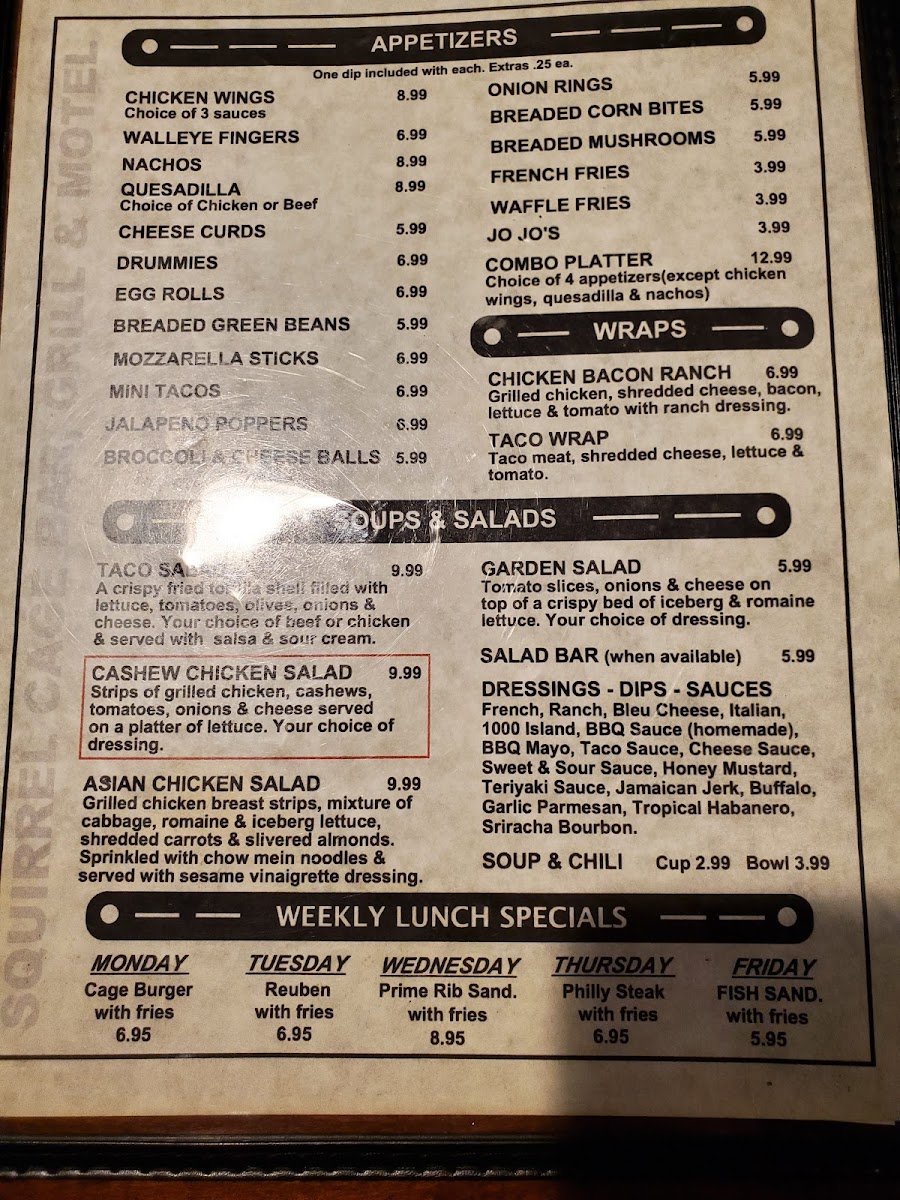 APPETIZERS
One dip included with each. Extras .25 ea.
CHICKEN WINGS 8.99
Choice of 3 sauces
WALLEYE FINGERS 6.99
NACHOS 8.99
QUESADILLA 8.99
Choice of Chicken or Beef
CHEESE CURDS 5.99
DRUMMIES 6.99
EGG ROLLS 6.99
BREADED GREEN BEANS 5.99
MOZZARELLA STICKS 6.99
MINI TACOS 6.99
JALAPENO POPPERS 6.99
BROCCOLI & CHEESE BALLS 5.99
ONION RINGS 5.99
BREADED CORN BITES 5.99
BREADED MUSHROOMS 5.99
FRENCH FRIES 3.99
WAFFLE FRIES 3.99
JO JO'S 3.99
COMBO PLATTER 12.99
Choice of 4 appetizers(except chicken
wings, quesadilla & nachos)
WRAPS
CHICKEN BACON RANCH 6.99
Grilled chicken, shredded cheese, bacon,
lettuce & tomato with ranch dressing.
TACO WRAP 6.99
Taco meat, shredded cheese, lettuce &
tomato.
SOUPS & SALADS
TACO SALAD 9.99
A crispy fried tortilla shell filled with
lettuce, tomatoes, olives, onions &
cheese. Your choice of beef or chicken
& served with salsa & sour cream.
CASHEW CHICKEN SALAD 9.99
Strips of grilled chicken, cashews,
tomatoes, onions & cheese served
on a platter of lettuce. Your choice of
dressing.
ASIAN CHICKEN SALAD 9.99
Grilled chicken breast strips, mixture of
cabbage, romaine & iceberg lettuce,
shredded carrots & slivered almonds.
Sprinkled with chow mein noodles &
served with sesame vinaigrette dressing.
GARDEN SALAD 5.99
Tomato slices, onions & cheese on
top of a crispy bed of iceberg & romaine
lettuce. Your choice of dressing.
SALAD BAR (when available) 5.99
DRESSINGS - DIPS - SAUCES
French, Ranch, Bleu Cheese, Italian,
1000 Island, BBQ Sauce (homemade),
BBQ Mayo, Taco Sauce, Cheese Sauce,
Sweet & Sour Sauce, Honey Mustard,
Teriyaki Sauce, Jamaican Jerk, Buffalo,
Garlic Parmesan, Tropical Habanero,
Sriracha Bourbon.
SOUP & CHILI Cup 2.99 Bowl 3.99
WEEKLY LUNCH SPECIALS
MONDAY
Cage Burger
with fries
6.95
TUESDAY
Reuben
with fries
6.95
WEDNESDAY
Prime Rib Sand.
with fries
8.95
THURSDAY
Philly Steak
with fries
6.95
FRIDAY
FISH SAND.
with fries
5.95
SQUIRREL CAGE BAR GRILL & MOTEL